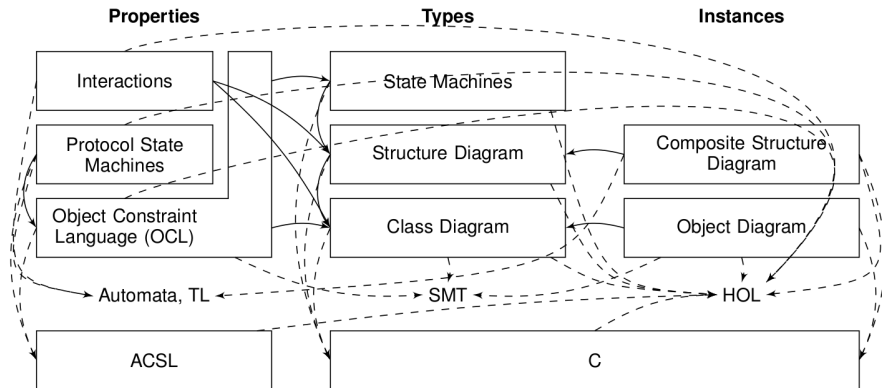 Properties
Types
Instances
Interactions
State Machines
Protocol State
Machines
Structure Diagram
Composite Structure
Diagram
Object Constraint
Language (OCL)
Class Diagram
Object Diagram
Automata, TL
SMT
HOL
ACSL
C